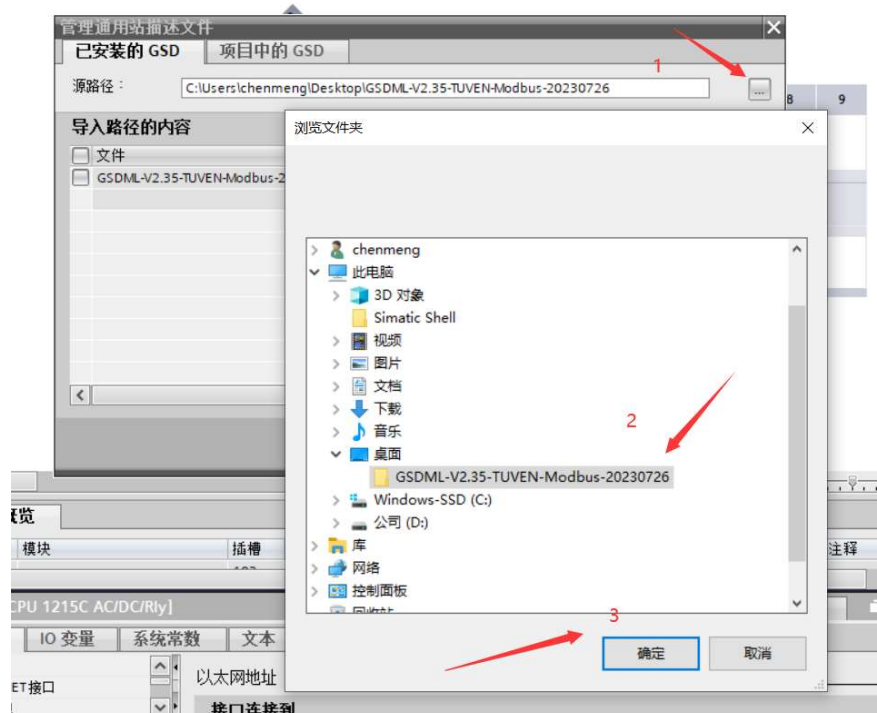 管理通用站描述文件
已安装的 GSD
项目中的 GSD
1
源路径：
C:\Users\chenmeng\Desktop\GSDML-V2.35-TUVEN-Modbus-20230726
...
8
9
导入路径的内容
浏览文件夹
文件
GSDML-V2.35-TUVEN-Modbus-2
chenmeng
此电脑
3D 对象
Simatic Shell
视频
图片
文档
下载
音乐
2
桌面
GSDML-V2.35-TUVEN-Modbus-20230726
Windows-SSD (C:)
公司 (D:)
库
网络
控制面板
概览
模块
插槽
注释
CPU 1215C AC/DC/Rly]
3
IO 变量
系统常数
文本
确定
取消
ET接口
以太网地址
接口连接到